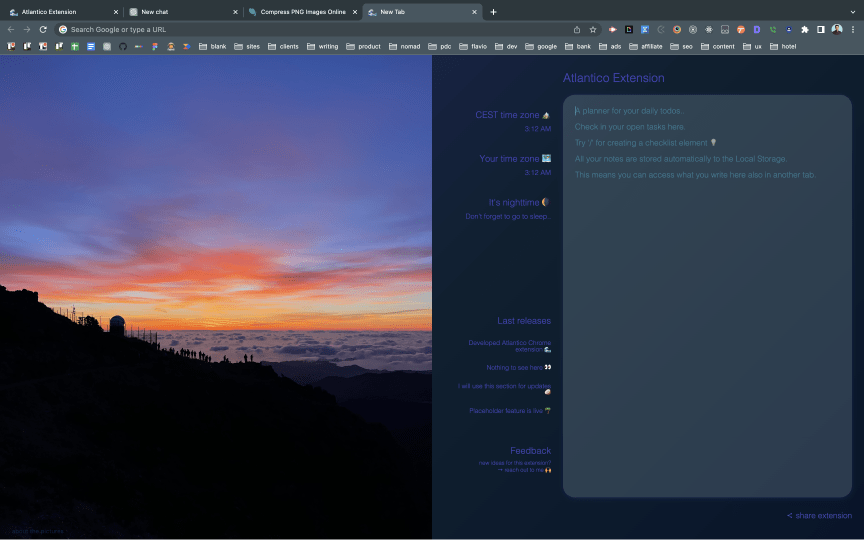 Atlantico Extension
New chat
Compress PNG Images Online
New Tab
Search Google or type a URL
blank
sites
clients
writing
product
nomad
pdc
flavio
dev
google
bank
ads
affiliate
seo
content
ux
hotel
Atlantico Extension
CEST time zone
3:12 AM
Your time zone
3:12 AM
It's nighttime
Don't forget to go to sleep...
Last releases
Developed Atlantico Chrome
extension
Nothing to see here
I will use this section for updates
Placeholder feature is live
Feedback
new ideas for this extension?
→ reach out to me
A planner for your daily todos.
Check in your open tasks here.
Try '/' for creating a checklist element
All your notes are stored automatically to the Local Storage.
This means you can access what you write here also in another tab.
share extension